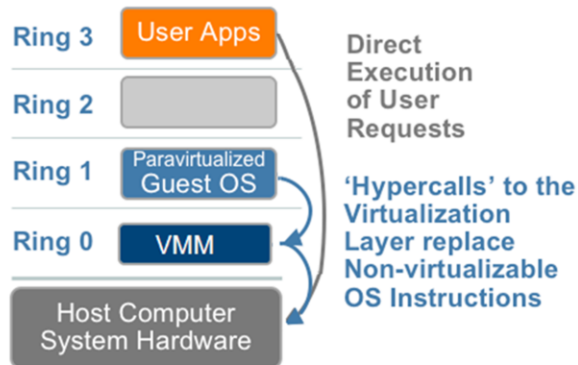 Ring 3
User Apps
Direct
Execution
of User
Requests
Ring 2
Ring 1
Paravirtualized
Guest OS
'Hypercalls' to the
Virtualization
Layer replace
Non-virtualizable
OS Instructions
Ring 0
VMM
Host Computer
System Hardware